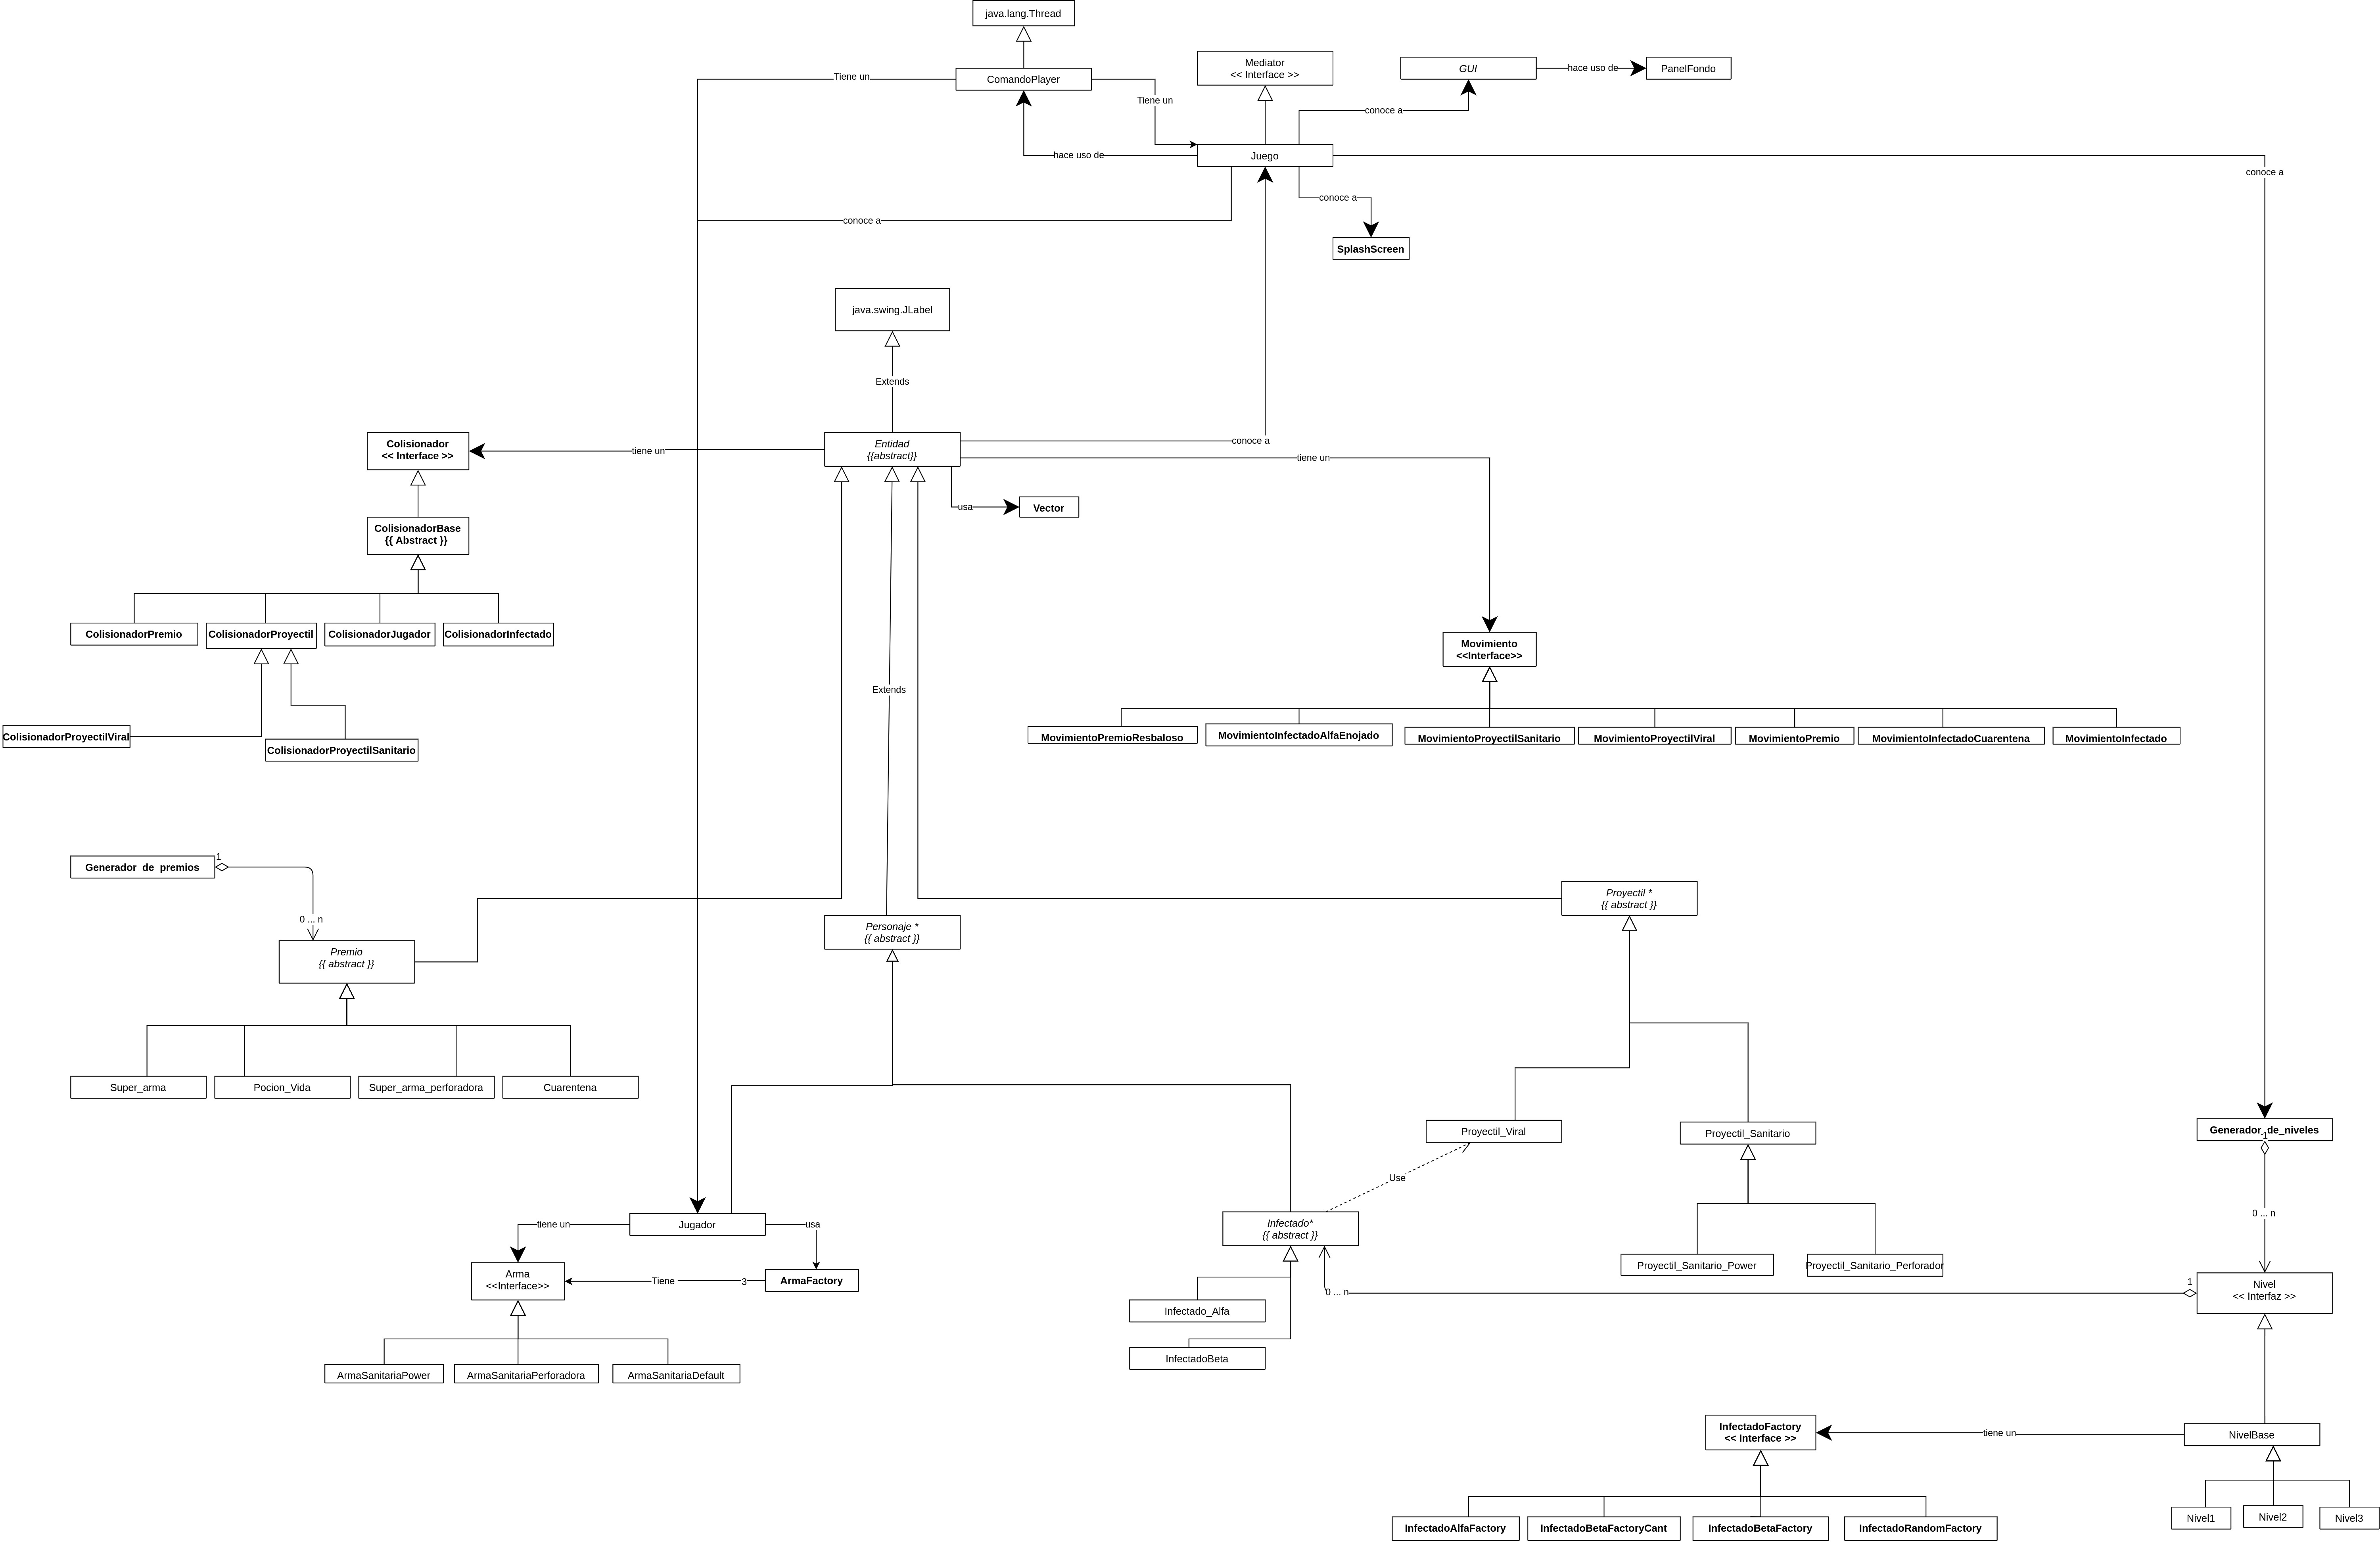 java.lang.Thread
ComandoPlayer
Mediator
<< Interface >>
GUI
hace uso de
PanelFondo
Tiene un
Tiene un
conoce a
Juego
hace uso de
conoce a
conoce a
conoce a
SplashScreen
java.swing.JLabel
Extends
Entidad
{{abstract}}
Colisionador
<< Interface >>
tiene un
conoce a
tiene un
usa
Vector
ColisionadorBase
{{ Abstract }}
ColisionadorPremio
ColisionadorProyectil
ColisionadorJugador
ColisionadorInfectado
Movimiento
<<Interface>>
Extends
ColisionadorProyectilViral
ColisionadorProyectilSanitario
MovimientoPremioResbaloso
MovimientoInfectadoAlfaEnojado
MovimientoProyectilSanitario
MovimientoProyectilViral
MovimientoPremio
MovimientoInfectadoCuarentena
MovimientoInfectado
Generador_de_premios
1
0 ... n
Premio
{{ abstract }}
Personaje *
{{ abstract }}
Proyectil *
{{ abstract }}
Super_arma
Pocion_Vida
Super_arma_perforadora
Cuarentena
Proyectil_Viral
Proyectil_Sanitario
Generador_de_niveles
1
Use
0 ... n
Jugador
tiene un
usa
Infectado*
{{ abstract }}
Arma
<<Interface>>
Tiene
3
ArmaFactory
Proyectil_Sanitario_Power
Proyectil_Sanitario_Perforador
0 ... n
1
Nivel
<< Interfaz >>
Infectado_Alfa
InfectadoBeta
ArmaSanitariaPower
ArmaSanitariaPerforadora
ArmaSanitariaDefault
InfectadoFactory
<< Interface >>
tiene un
NivelBase
InfectadoAlfaFactory
InfectadoBetaFactoryCant
InfectadoBetaFactory
InfectadoRandomFactory
Nivel1
Nivel2
Nivel3